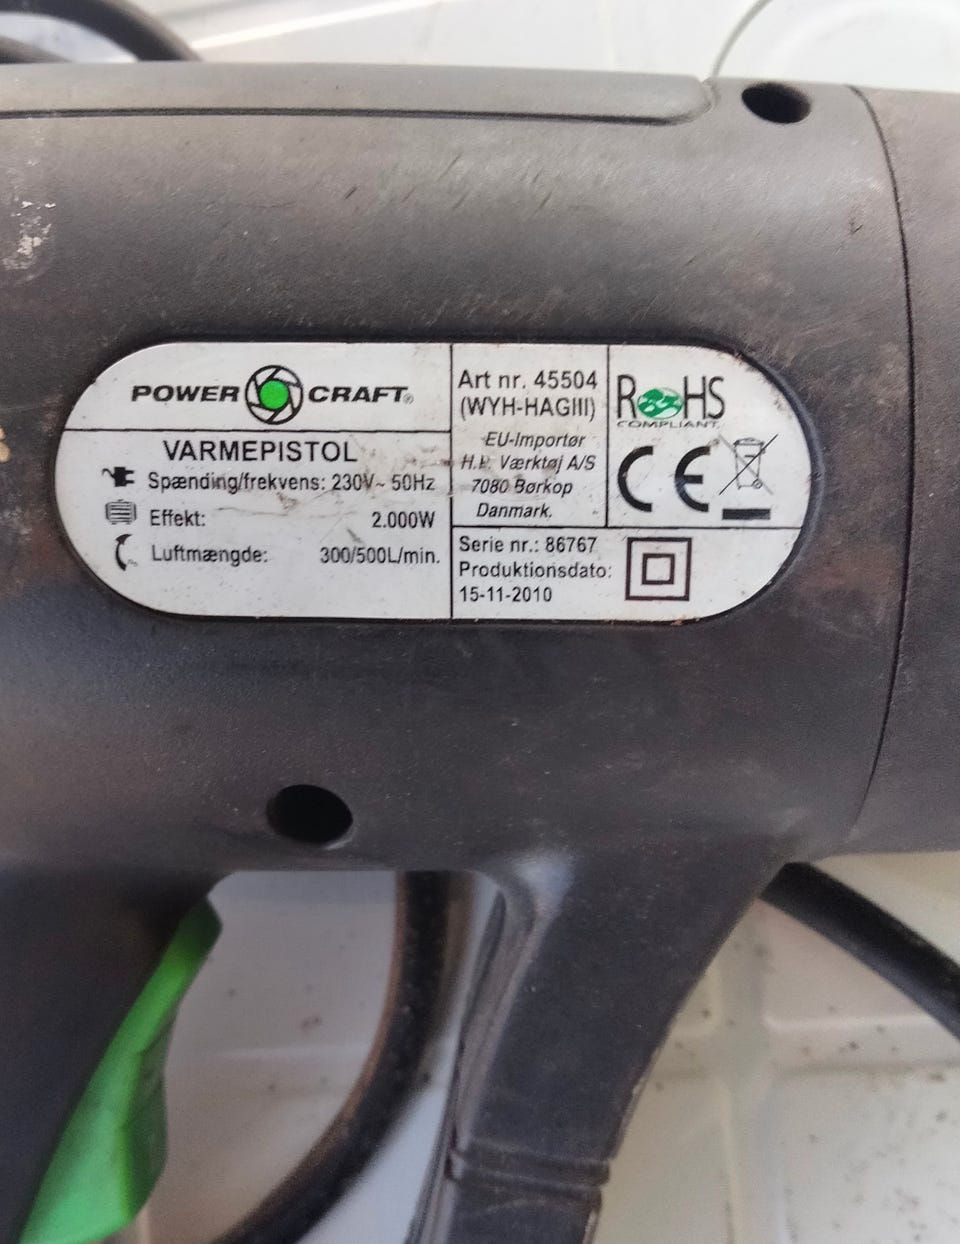 POWER CRAFT®
VARMEPISTOL
Spænding/frekvens: 230V~ 50Hz
Effekt: 2.000W
Luftmængde: 300/500L/min.
Art nr. 45504
(WYH-HAGIII)
EU-Importør
Værktøj A/S
7080 Børkop
Danmark.
Serie nr.: 86767
Produktionsdato:
15-11-2010
RoHS
COMPLIANT
CE